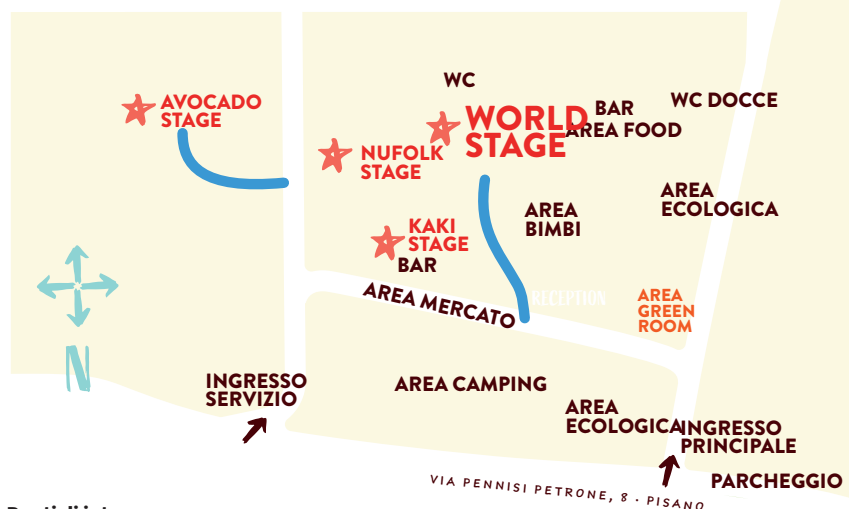 WC
AVOCADO
STAGE
WORLD
STAGE
BAR
AREA FOOD
WC DOCCE
NUFOLK
STAGE
AREA
ECOLOGICA
AREA
BIMBI
KAKI
STAGE
BAR
AREA MERCATO
RECEPTION
AREA
GREEN
ROOM
N
INGRESSO
SERVIZIO
AREA CAMPING
AREA
ECOLOGICA
INGRESSO
PRINCIPALE
PARCHEGGIO
VIA PENNISI PETRONE, 8 · PISANO